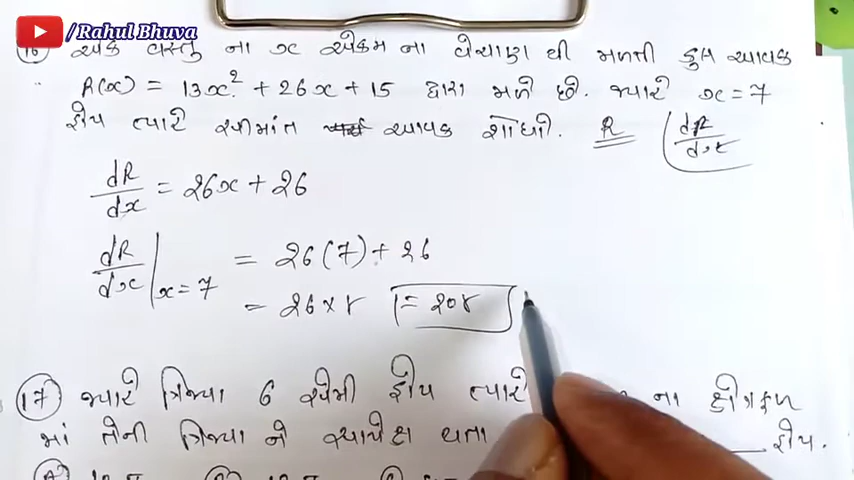 /Rahul Bhuva
16 એક વસ્તુ ના x એકમ ના વેચાણ થી મળતી કુલ આવક
R(x) = 13x² + 26x + 15 દ્વારા મળે છે. જ્યારે x = 7
હોય ત્યારે સીમાંત આવક શોધો. R (dR/dx
dR/dx = 26x + 26
dR/dx | x = 7 = 26(7) + 26
= 26 × 8 = 208
17 જ્યારે ત્રિજ્યા 6 સેમી હોય ત્યારે ના ક્ષેત્રફળ
માં તેની ત્રિજ્યા ને સાપેક્ષ થતા ___ હોય.